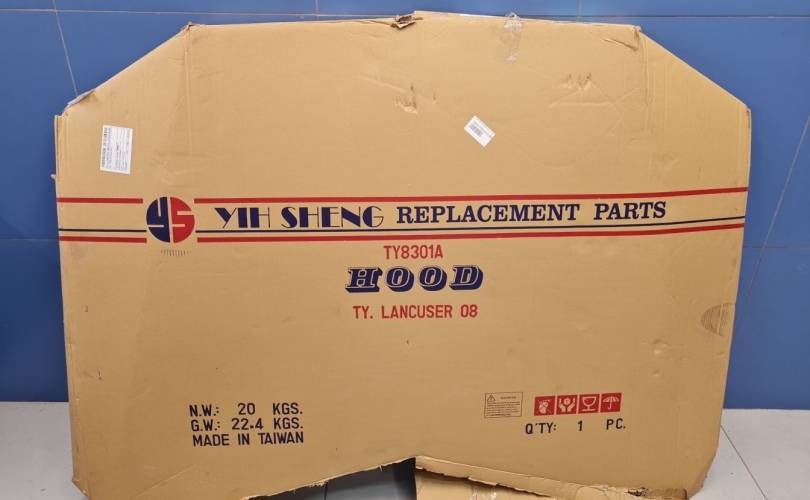 YS YIH SHENG REPLACEMENT PARTS
TY8301A
HOOD
TY. LANCUSER 08
N.W.: 20 KGS.
G.W.: 22.4 KGS.
MADE IN TAIWAN
Q'TY: 1 PC.